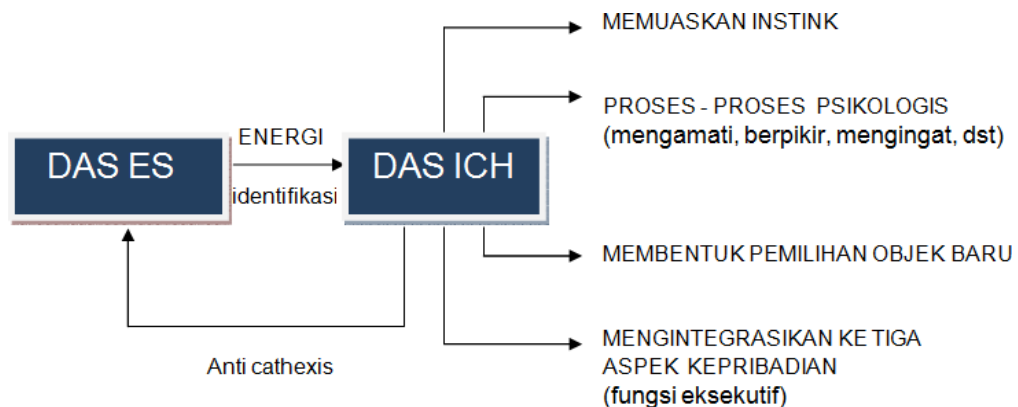 MEMUASKAN INSTINK
PROSES - PROSES PSIKOLOGIS
(mengamati, berpikir, mengingat, dst)
ENERGI
DAS ES
DAS ICH
identifikasi
MEMBENTUK PEMILIHAN OBJEK BARU
MENGINTEGRASIKAN KE TIGA
ASPEK KEPRIBADIAN
(fungsi eksekutif)
Anti cathexis